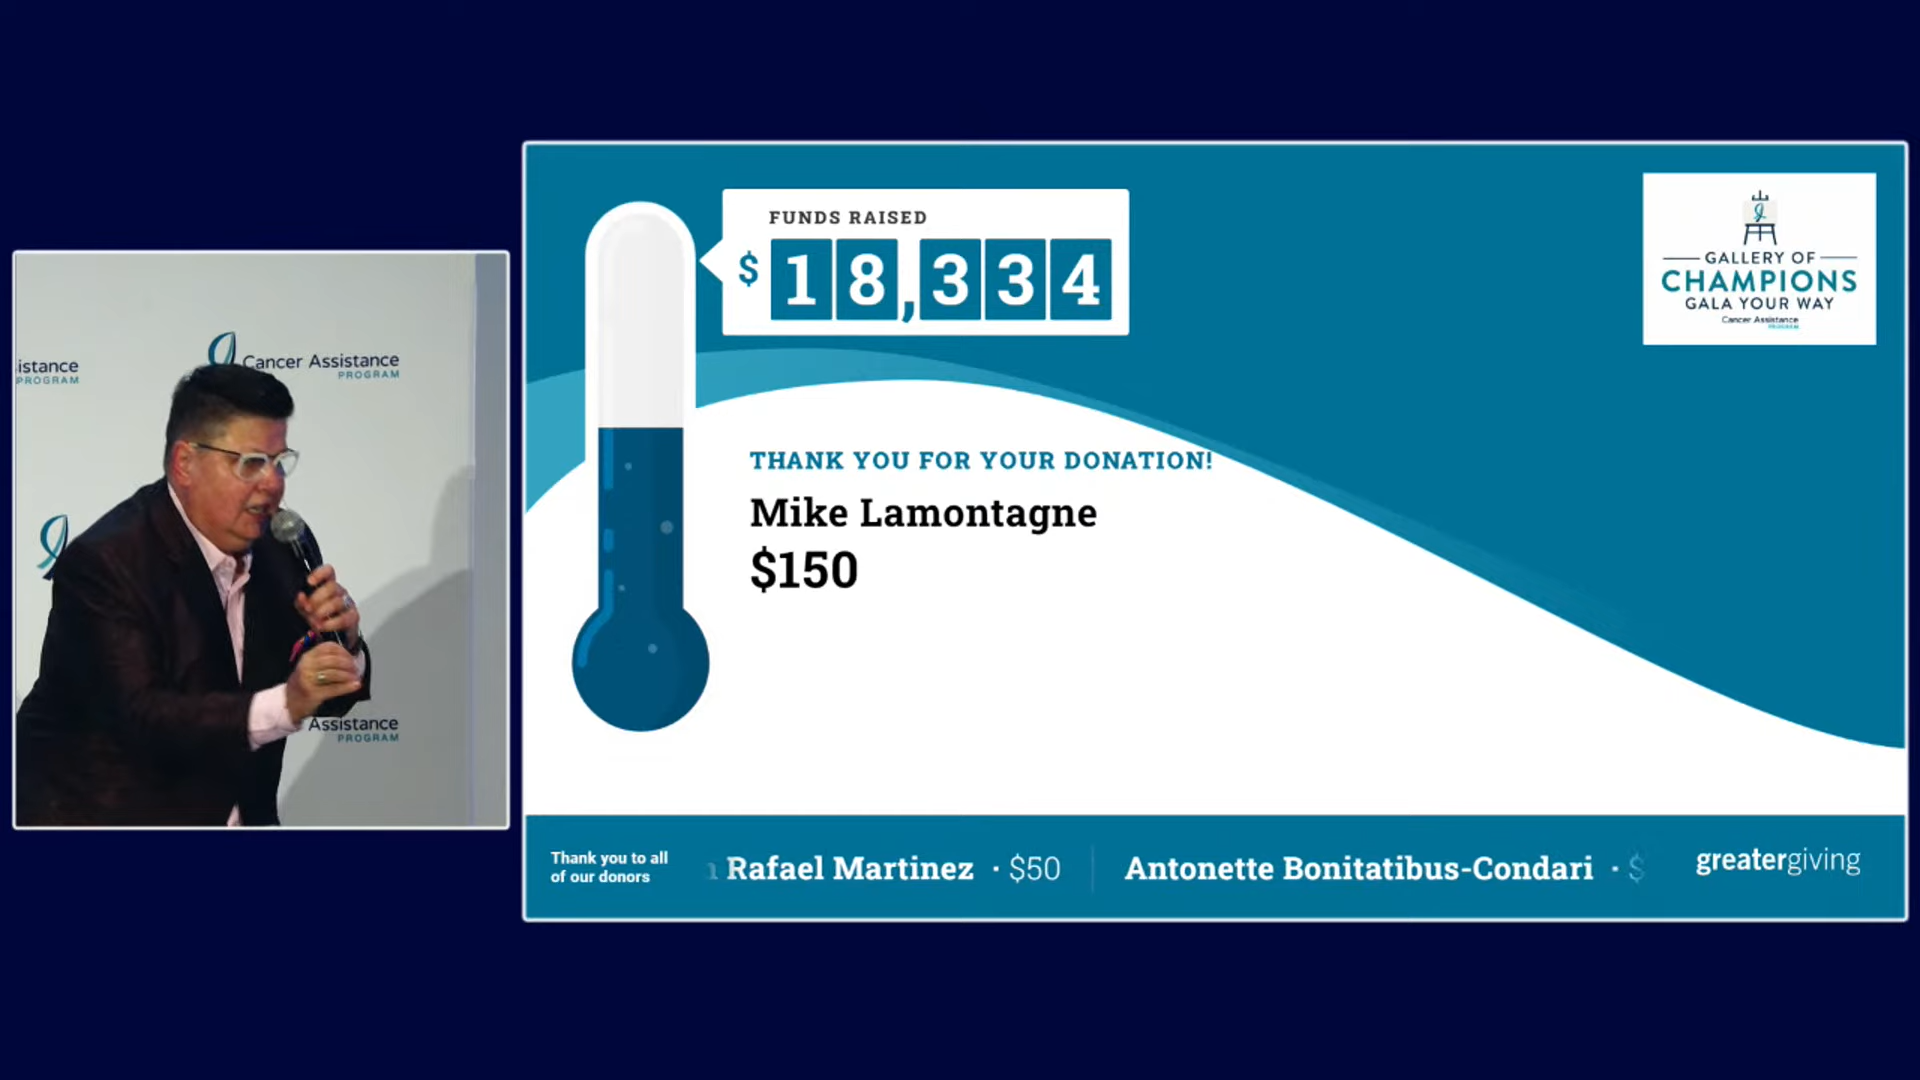 istance
PROGRAM
Cancer Assistance
PROGRAM
Assistance
PROGRAM
FUNDS RAISED
$18,334
GALLERY OF
CHAMPIONS
GALA YOUR WAY
Cancer Assistance
PROGRAM
THANK YOU FOR YOUR DONATION!
Mike Lamontagne
$150
Thank you to all
of our donors
Rafael Martinez · $50
Antonette Bonitatibus-Condari · $
greatergiving